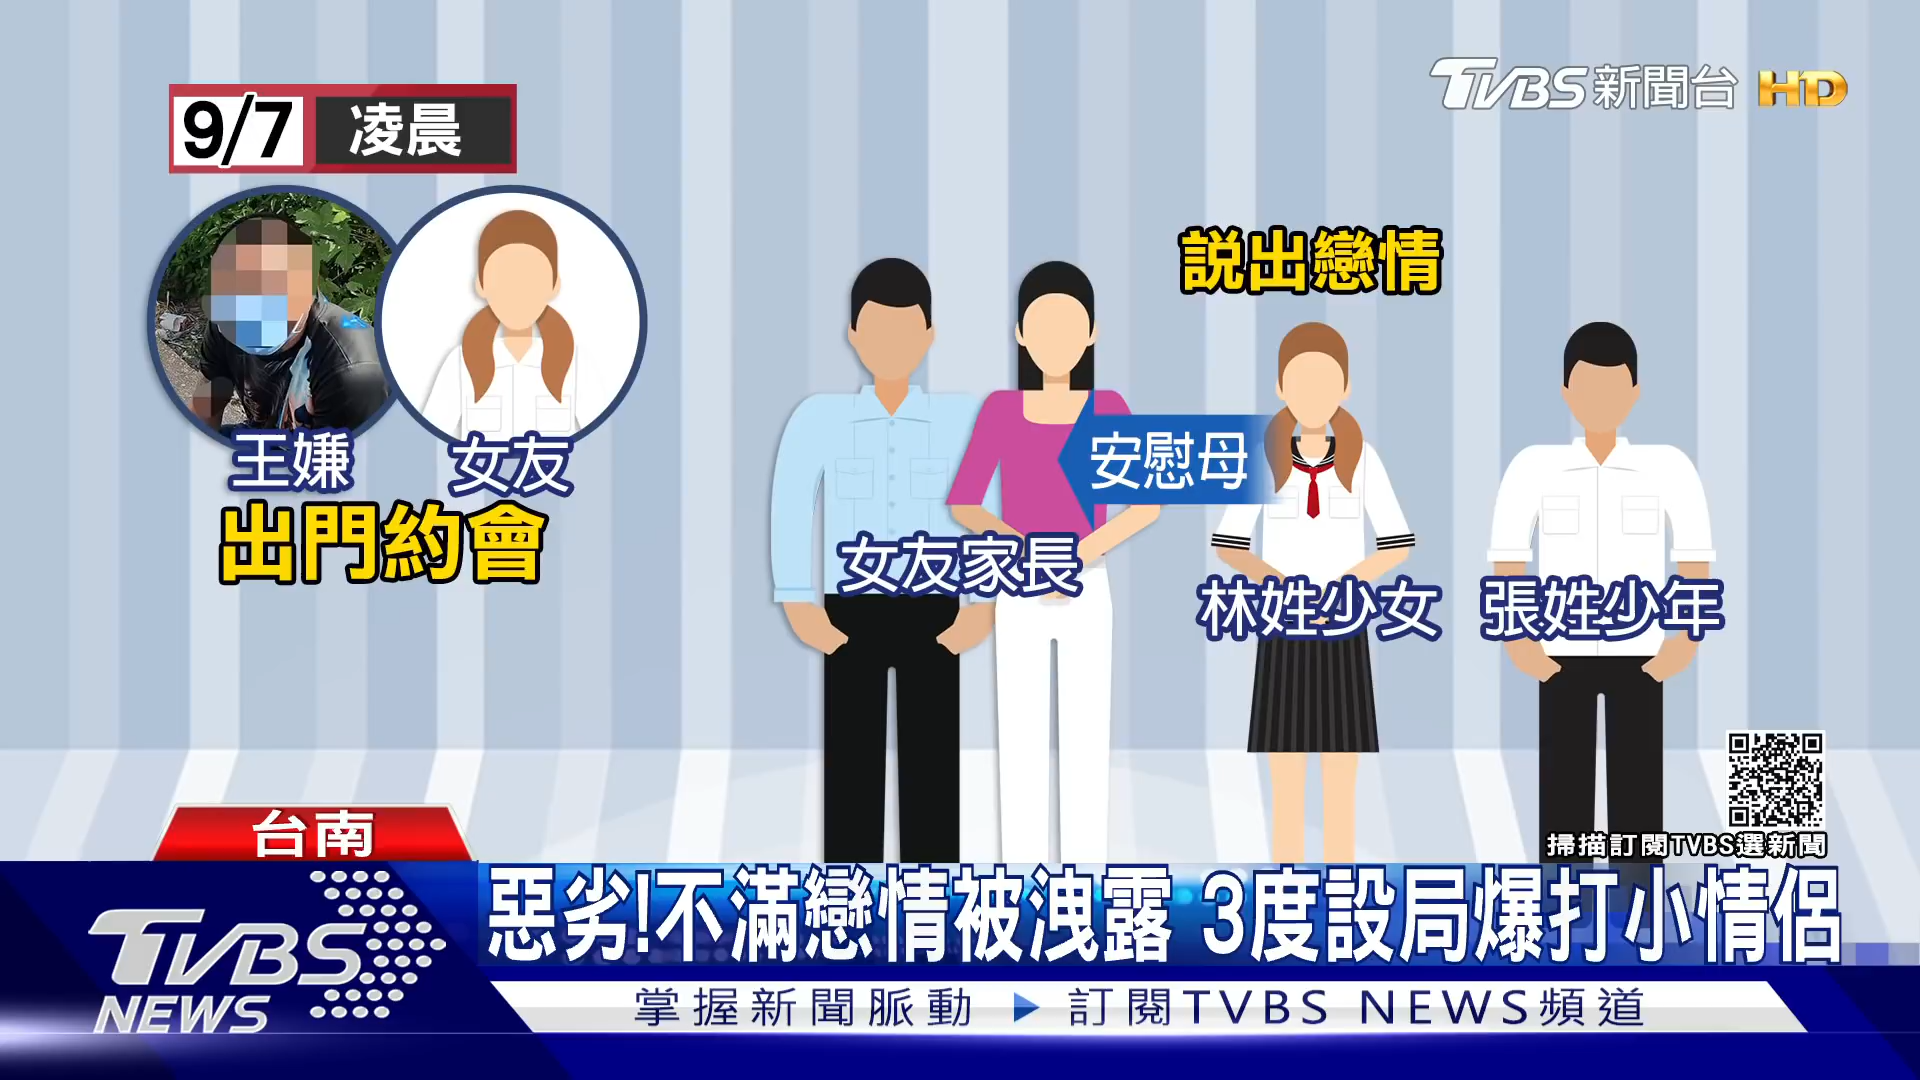 TVBS新聞台 HD
9/7 凌晨
說出戀情
王嫌 女友
出門約會
安慰母
女友家長
林姓少女 張姓少年
掃描訂閱TVBS選新聞
台南
惡劣!不滿戀情被洩露 3度設局爆打小情侶
TVBS NEWS
掌握新聞脈動 ▶ 訂閱TVBS NEWS頻道